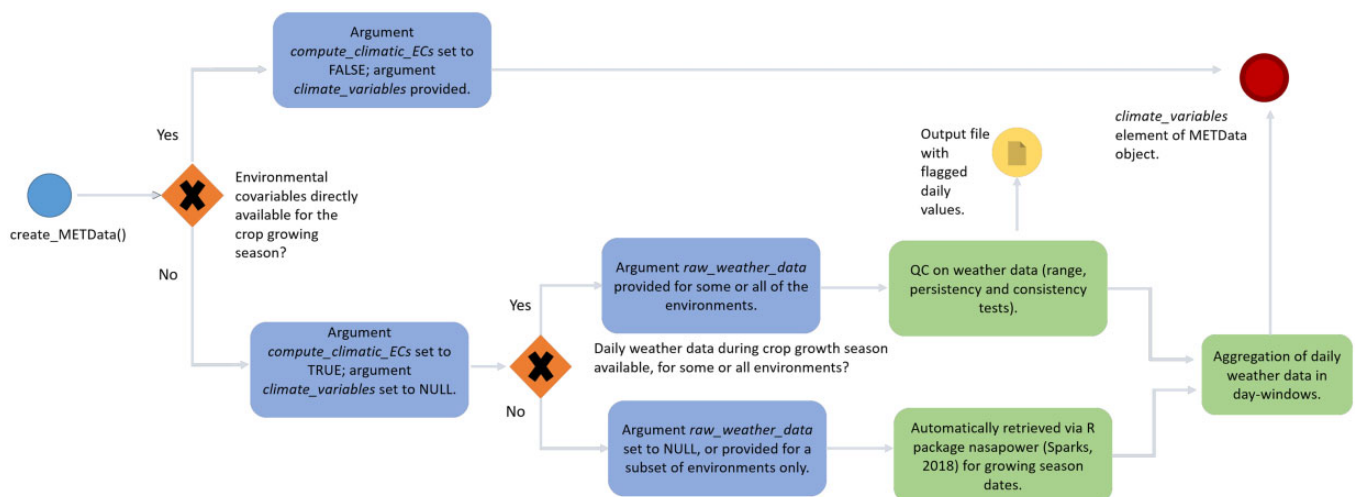 Argument
compute_climatic_ECs set to
FALSE; argument
climate_variables provided.
Yes
climate_variables
element of METData
object.
Output file
with
flagged
daily
values.
Environmental
covariables directly
available for the
crop growing
season?
create_METData()
No
Argument raw_weather_data
provided for some or all of the
environments.
QC on weather data (range,
persistency and consistency
tests).
Yes
Argument
compute_climatic_ECs set to
TRUE; argument
climate_variables set to NULL.
Daily weather data during crop growth season
available, for some or all environments?
Aggregation of daily
weather data in
day-windows.
No
Argument raw_weather_data
set to NULL, or provided for a
subset of environments only.
Automatically retrieved via R
package nasapower (Sparks,
2018) for growing season
dates.